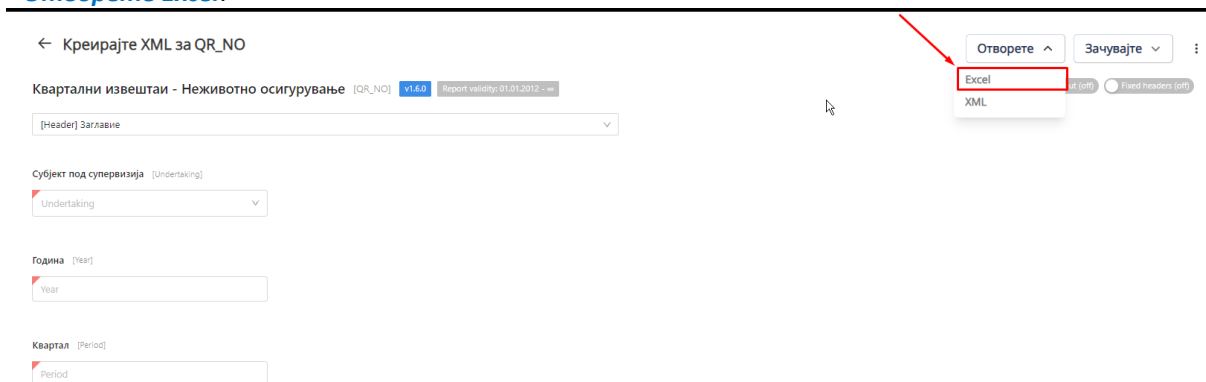 ← Креирајте XML за QR_NO
Отворете
Зачувајте
Квартални извештаи - Неживотно осигурување [QR_NO] v1.6.0 Report validity: 01.01.2012 - ∞
Excel
XML
(off)
Fixed headers (off)
[Header] Заглавие
Субјект под супервизија [Undertaking]
Undertaking
Година [Year]
Year
Квартал [Period]
Period